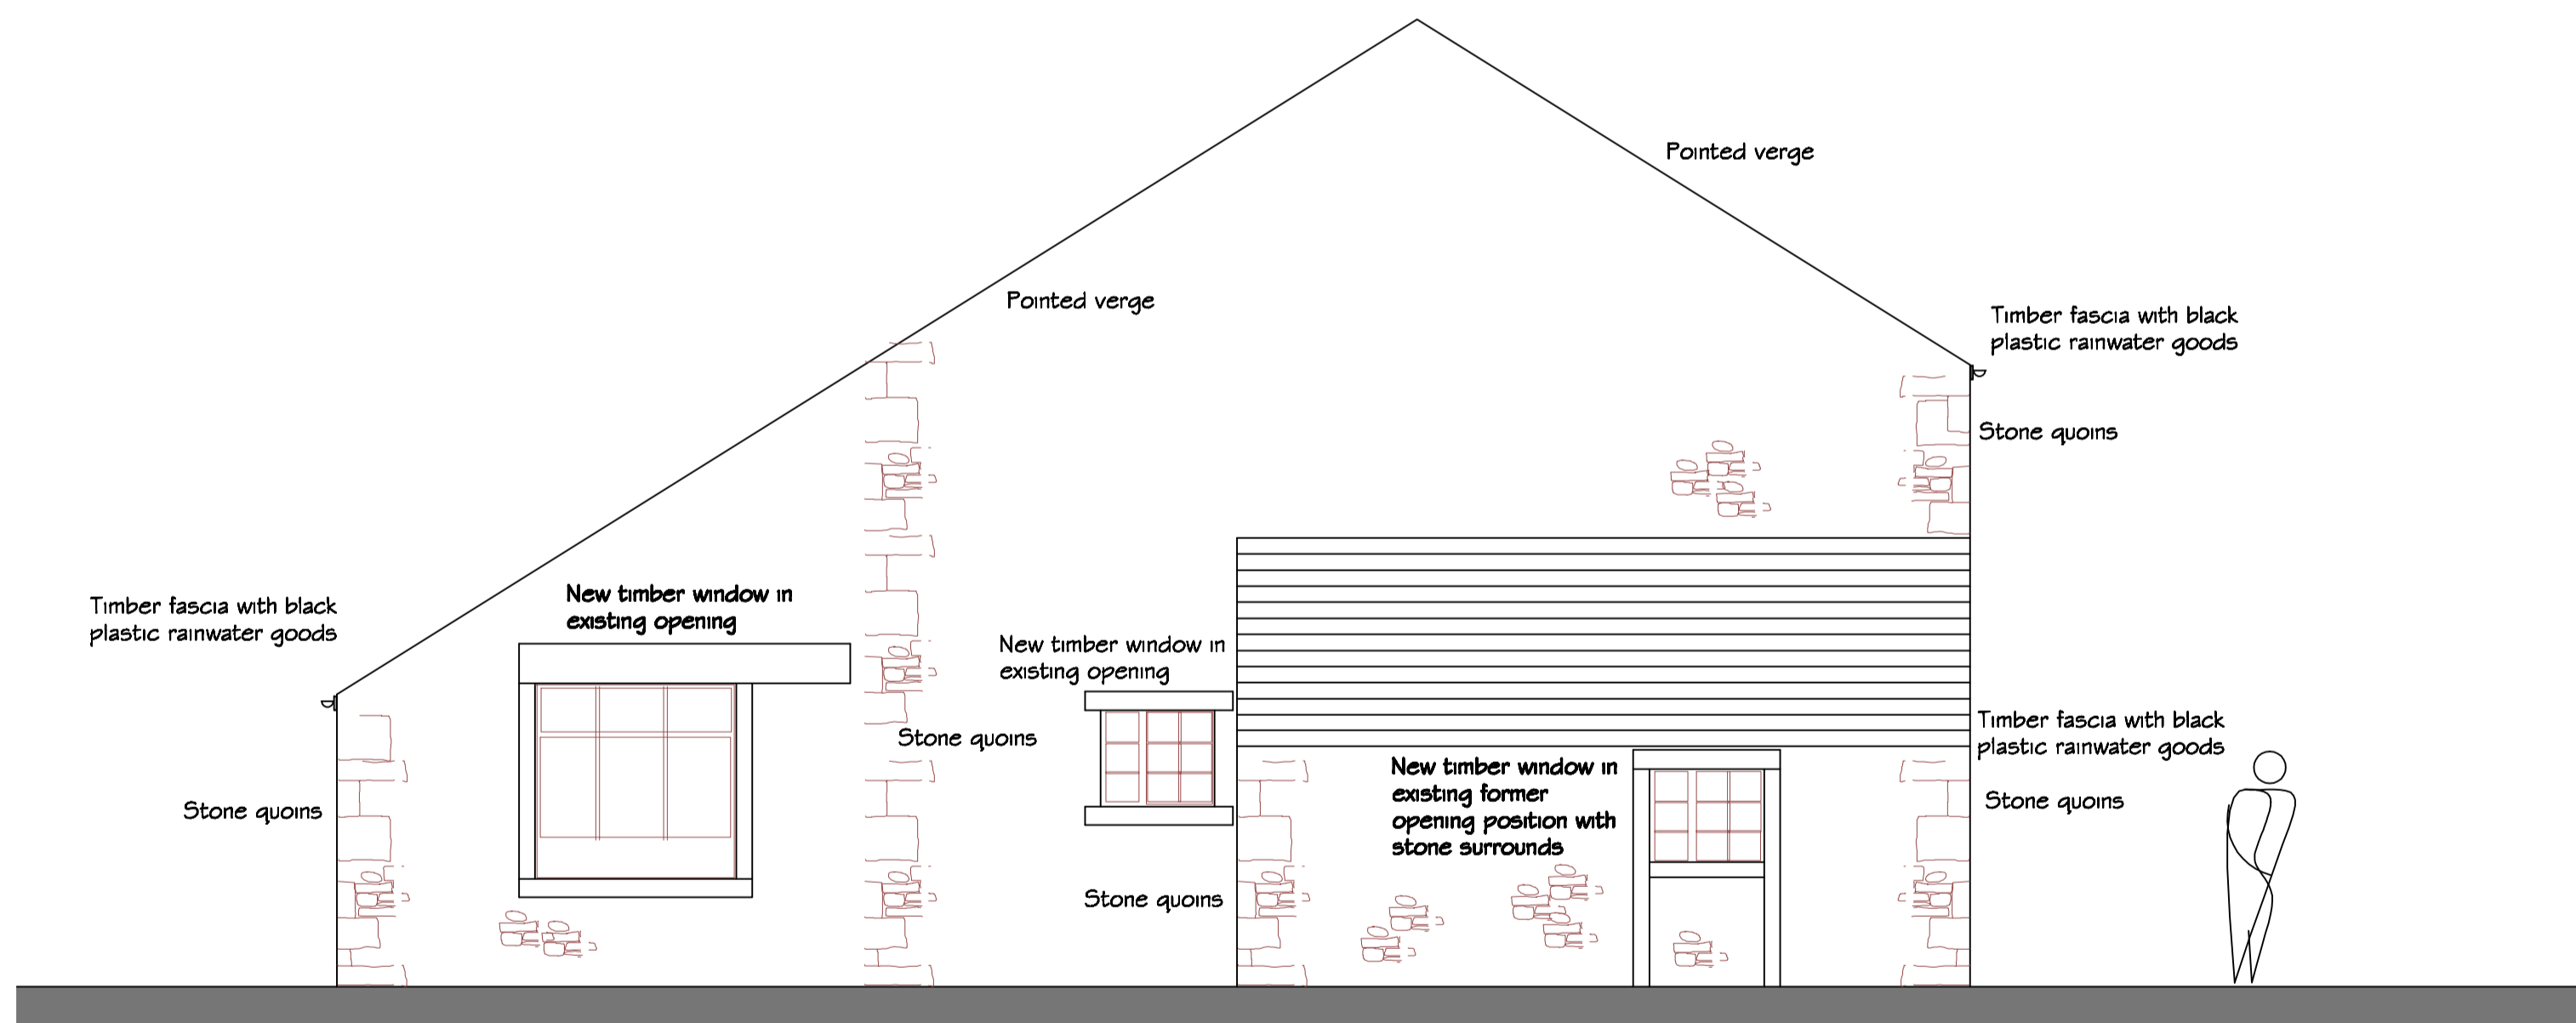 Pointed verge
Pointed verge
Timber fascia with black
plastic rainwater goods
Stone quoins
Timber fascia with black
plastic rainwater goods
New timber window in
existing opening
New timber window in
existing opening
Stone quoins
Timber fascia with black
plastic rainwater goods
New timber window in
existing former
opening position with
stone surrounds
Stone quoins
Stone quoins
Stone quoins